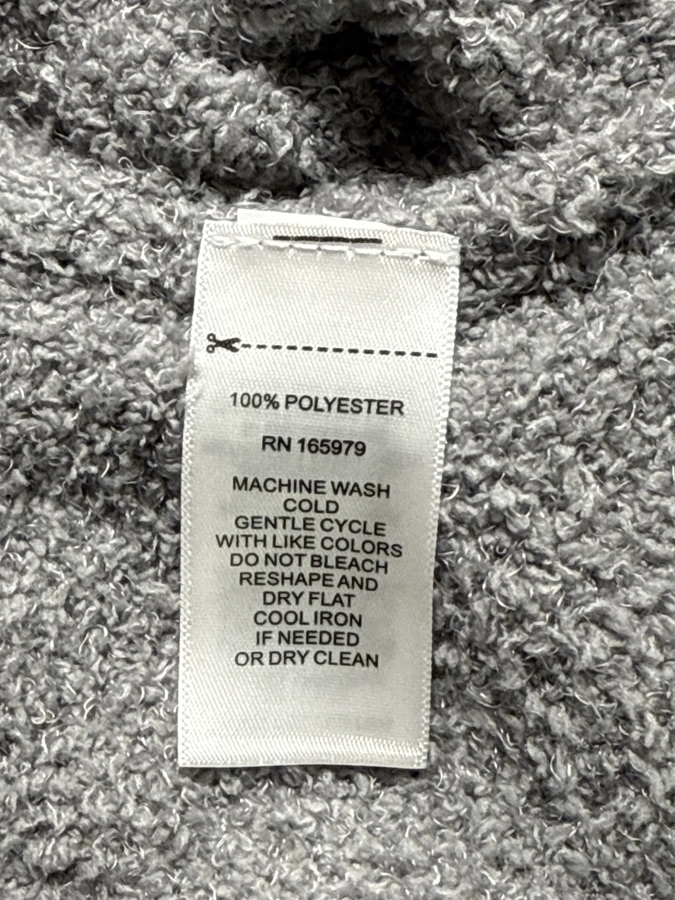 100% POLYESTER
RN 165979
MACHINE WASH
COLD
GENTLE CYCLE
WITH LIKE COLORS
DO NOT BLEACH
RESHAPE AND
DRY FLAT
COOL IRON
IF NEEDED
OR DRY CLEAN